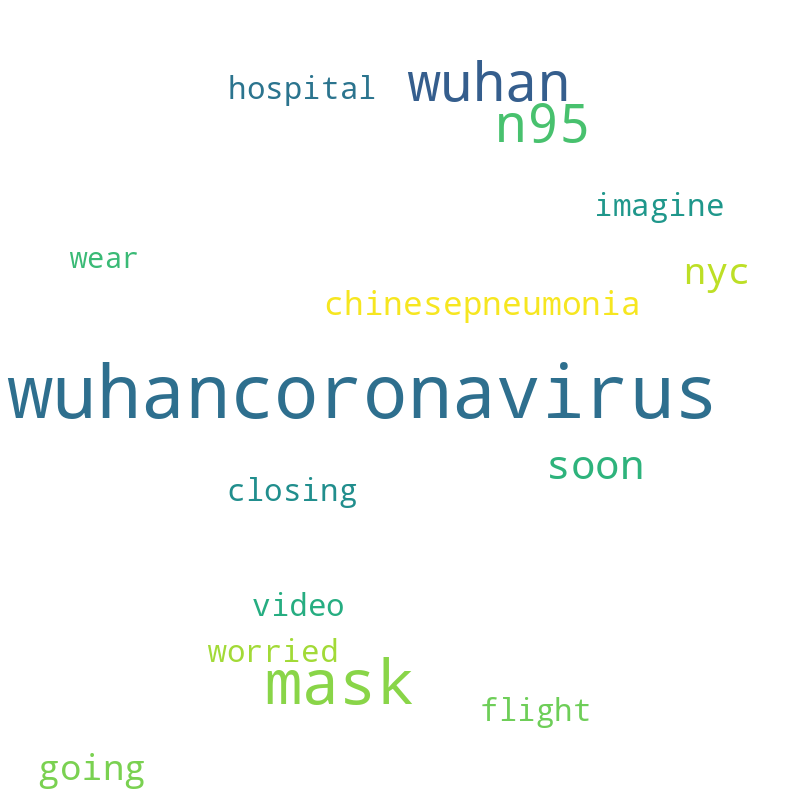 hospital
wuhan
n95
imagine
wear
nyc
chinesepneumonia
wuhancoronavirus
soon
closing
video
worried
mask
flight
going